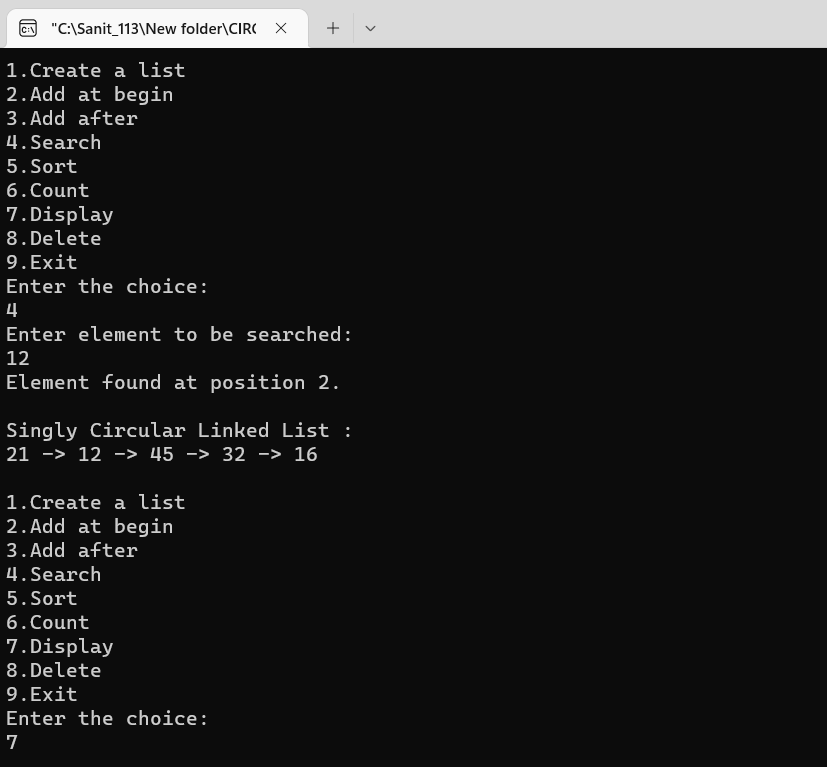 "C:\Sanit_113\New folder\CIRC
1.Create a list
2.Add at begin
3.Add after
4.Search
5.Sort
6.Count
7.Display
8.Delete
9.Exit
Enter the choice:
4
Enter element to be searched:
12
Element found at position 2.
Singly Circular Linked List :
21 -> 12 -> 45 -> 32 -> 16
1.Create a list
2.Add at begin
3.Add after
4.Search
5.Sort
6.Count
7.Display
8.Delete
9.Exit
Enter the choice:
7